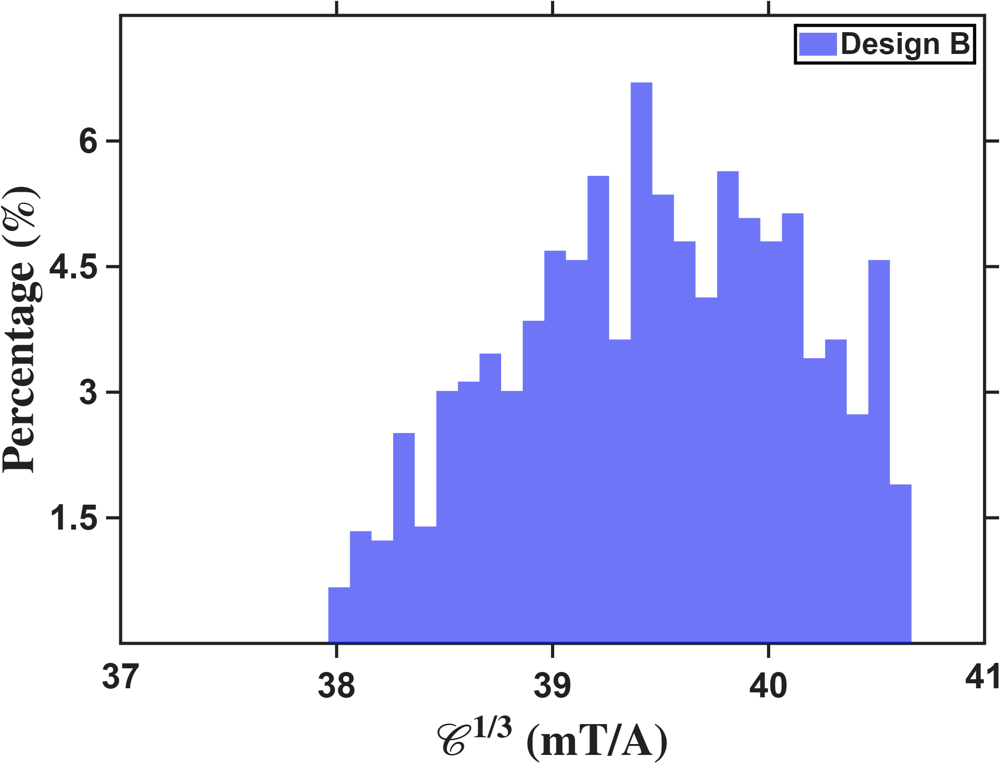 Design B
6
4.5
3
1.5
Percentage (%)
37 38 39 40 41
𝒞^1/3 (mT/A)